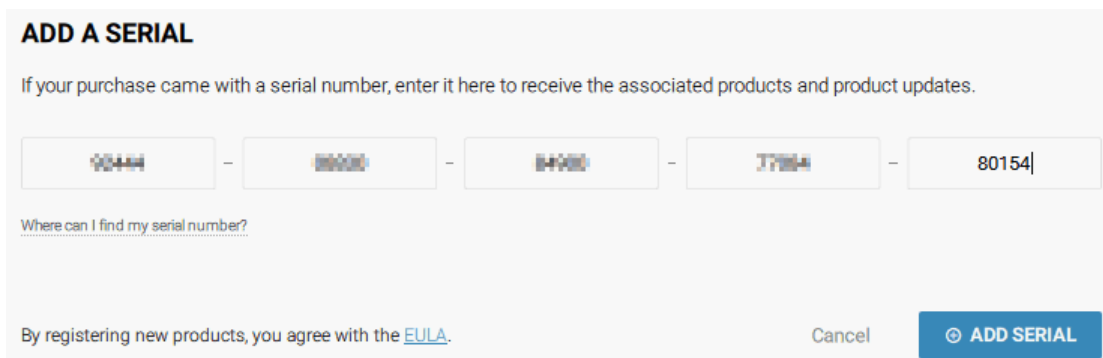 ADD A SERIAL
If your purchase came with a serial number, enter it here to receive the associated products and product updates.
- - - - 80154
Where can I find my serial number?
By registering new products, you agree with the EULA. Cancel ADD SERIAL